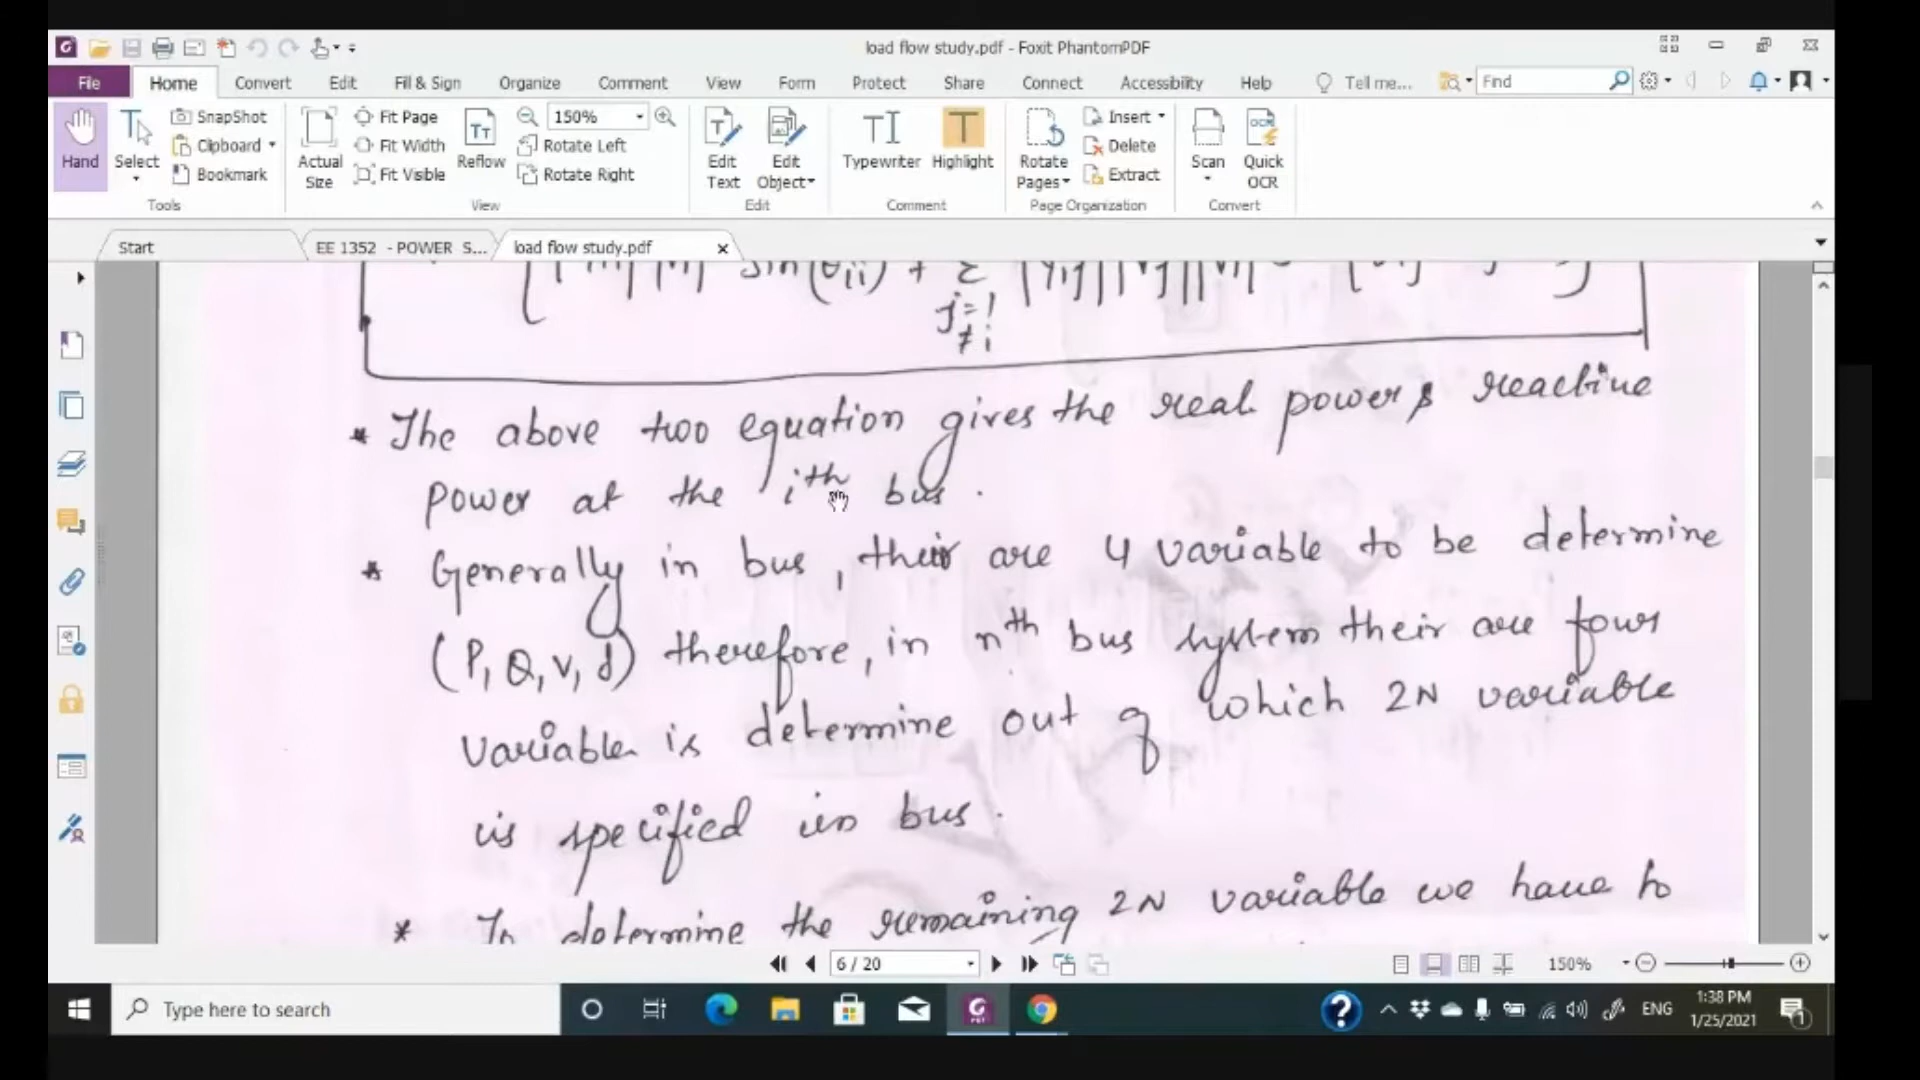 load flow study.pdf - Foxit PhantomPDF
File Home Convert Edit Fill & Sign Organize Comment View Form Protect Share Connect Accessibility Help Tell me... Find
Hand
Select
SnapShot
Clipboard
Bookmark
Tools
Actual Size
Fit Page
Fit Width
Fit Visible
Reflow
150%
Rotate Left
Rotate Right
View
Edit Text
Edit Object
Edit
Typewriter
Highlight
Comment
Rotate Pages
Insert
Delete
Extract
Page Organization
Scan
Quick OCR
Convert
Start EE 1352 - POWER S... load flow study.pdf
j=1
≠i
* The above two equation gives the real power & reactive
power at the ith bus.
* Generally in bus, their are 4 variable to be determine
(P, Q, V, d) therefore, in nth bus system their are four
variable is determine out of which 2N variable
is specified in bus.
* To determine the remaining 2N variable we have to
6 / 20
150%
Type here to search
ENG
1:38 PM
1/25/2021